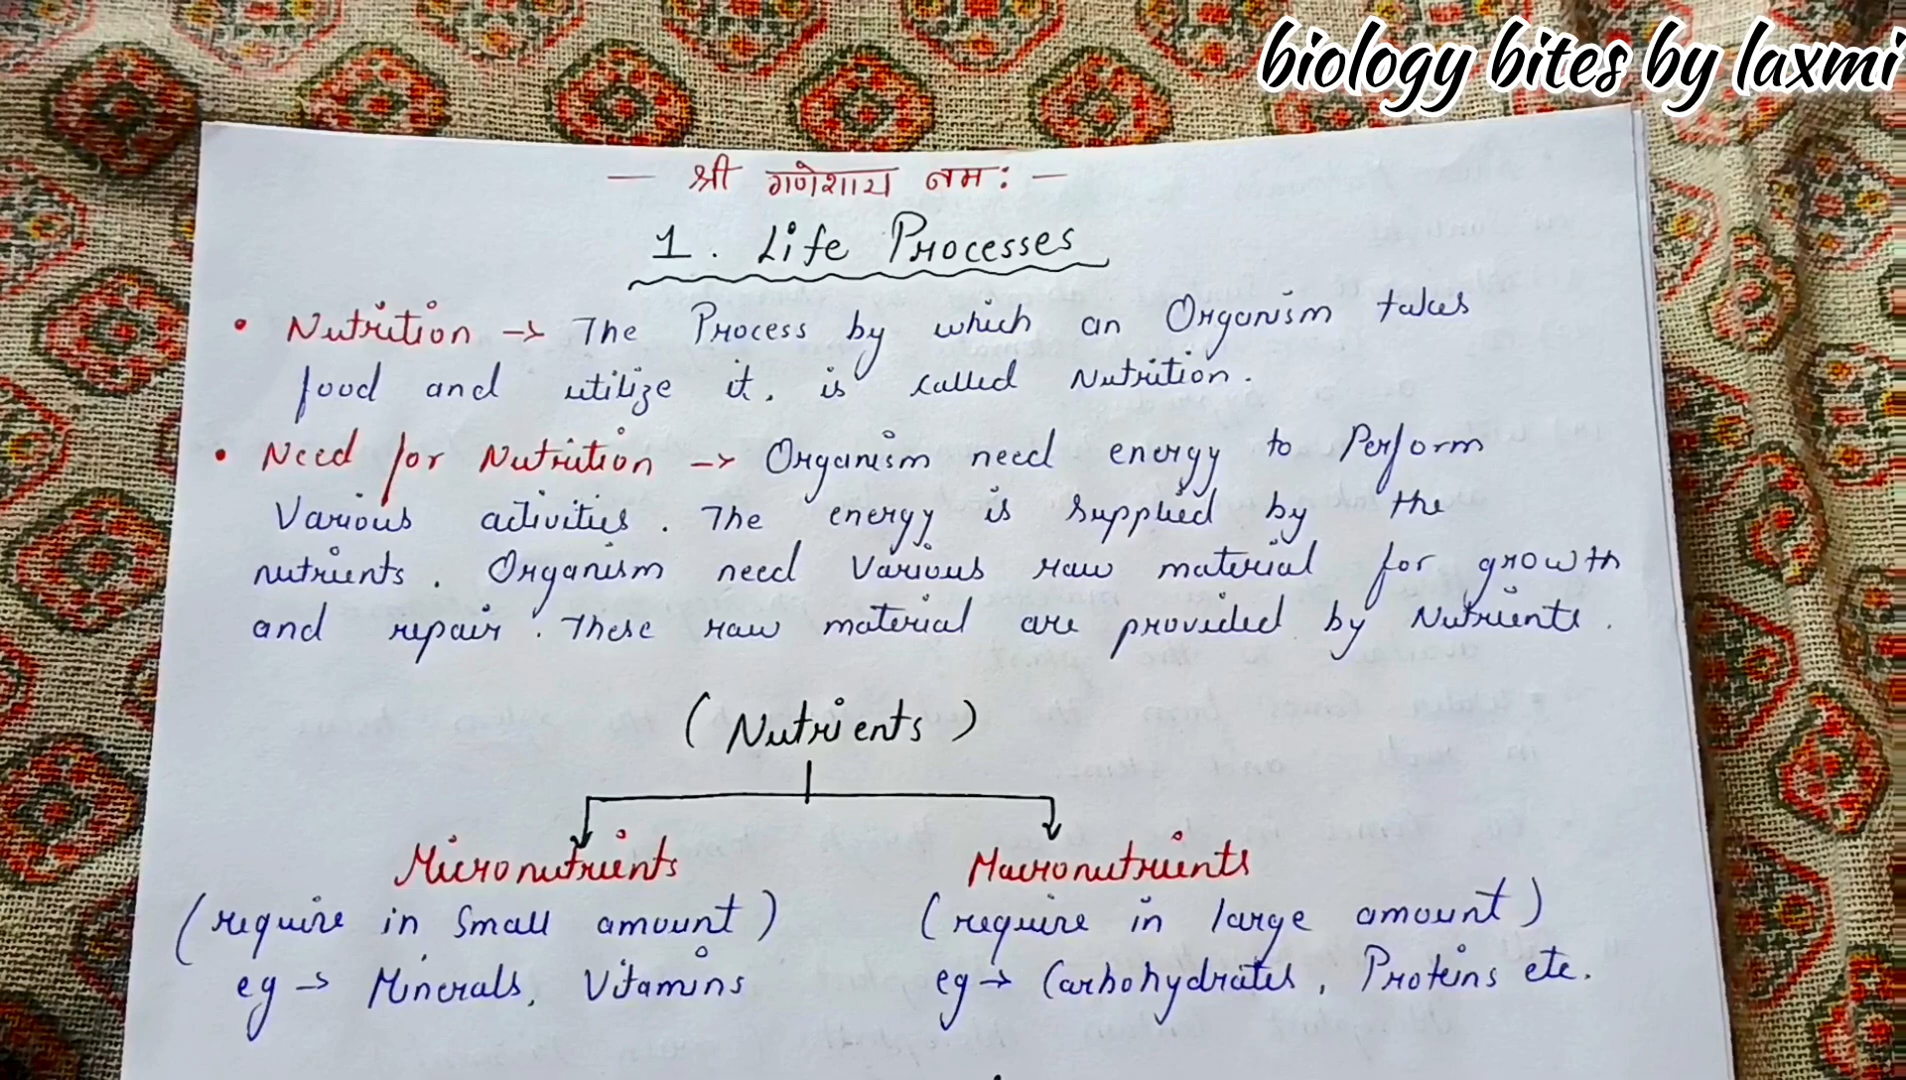 biology bites by laxmi
— श्री गणेशाय नमः —
1. Life Processes
• Nutrition → The Process by which an Organism takes
food and utilize it. is called Nutrition.
• Need for Nutrition → Organism need energy to Perform
Various activities. The energy is supplied by the
nutrients. Organism need Various raw material for growth
and repair. These raw material are provided by Nutrients.
(Nutrients)
Micronutrients Macronutrients
(require in Small amount) (require in large amount)
eg → Minerals, Vitamins eg → Carbohydrates, Proteins etc.